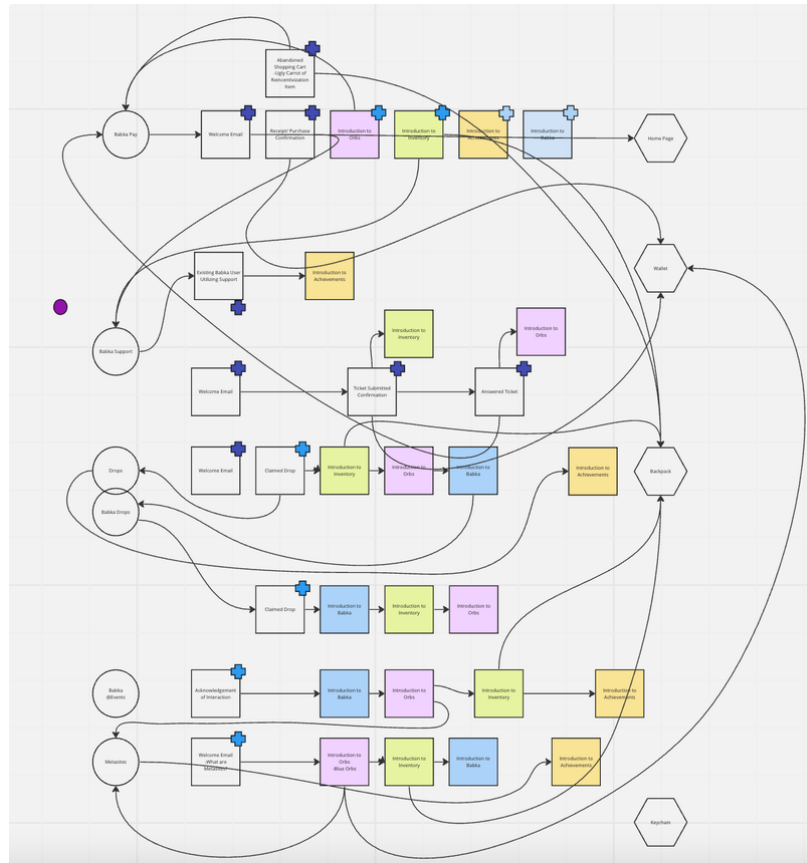 Abandoned
Shopping Cart
-Ugly Carrot of
Reincentivization
Item
Babka Pay
Welcome Email
Receipt/ Purchase
Confirmation
Introduction to
Orbs
Introduction to
Inventory
Introduction to
Achievements
Introduction to
Babka
Home Page
Existing Babka User
Utilizing Support
Introduction to
Achievements
Wallet
Babka Support
Introduction to
Inventory
Introduction to
Orbs
Welcome Email
Ticket Submitted
Confirmation
Answered Ticket
Drops
Welcome Email
Claimed Drop
Introduction to
Inventory
Introduction to
Orbs
Introduction to
Babka
Introduction to
Achievements
Backpack
Babka Drops
Claimed Drop
Introduction to
Babka
Introduction to
Inventory
Introduction to
Orbs
Babka
@Events
Acknowledgement
of Interaction
Introduction to
Babka
Introduction to
Orbs
Introduction to
Inventory
Introduction to
Achievements
Metasites
Welcome Email
-What are
Metasites?
Introduction to
Orbs
-Blue Orbs
Introduction to
Inventory
Introduction to
Babka
Introduction to
Achievements
Keychain